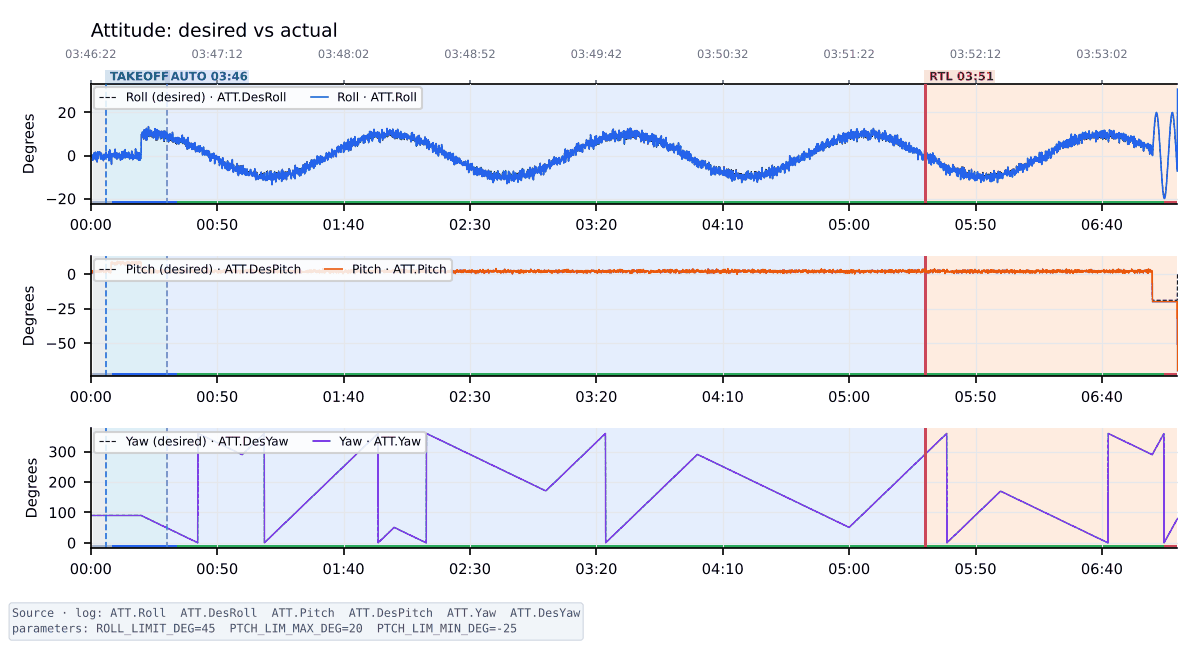 Attitude: desired vs actual
03:46:22 03:47:12 03:48:02 03:48:52 03:49:42 03:50:32 03:51:22 03:52:12 03:53:02
TAKEOFF AUTO 03:46 RTL 03:51
Roll (desired) · ATT.DesRoll Roll · ATT.Roll
Degrees
20
0
−20
00:00 00:50 01:40 02:30 03:20 04:10 05:00 05:50 06:40
Pitch (desired) · ATT.DesPitch Pitch · ATT.Pitch
Degrees
0
−25
−50
00:00 00:50 01:40 02:30 03:20 04:10 05:00 05:50 06:40
Yaw (desired) · ATT.DesYaw Yaw · ATT.Yaw
Degrees
300
200
100
0
00:00 00:50 01:40 02:30 03:20 04:10 05:00 05:50 06:40
Source · log: ATT.Roll ATT.DesRoll ATT.Pitch ATT.DesPitch ATT.Yaw ATT.DesYaw
parameters: ROLL_LIMIT_DEG=45 PTCH_LIM_MAX_DEG=20 PTCH_LIM_MIN_DEG=-25